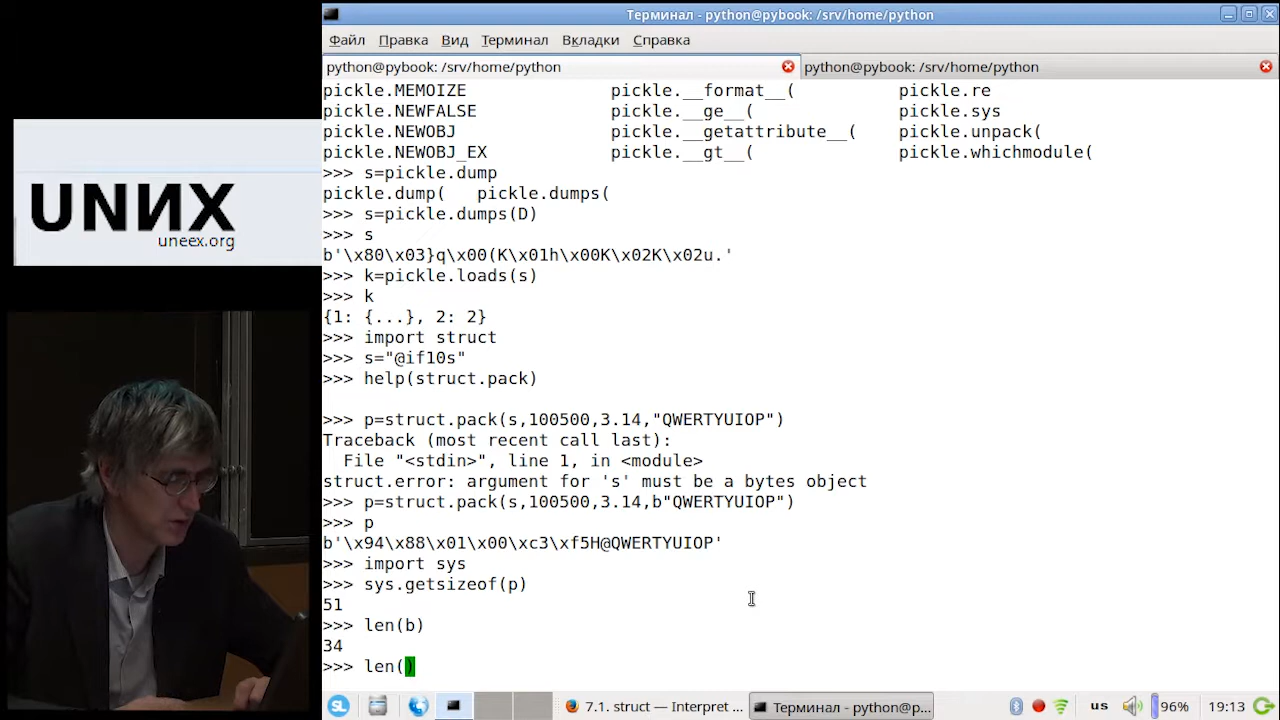 UNИX
uneex.org
Терминал - python@pybook: /srv/home/python
Файл Правка Вид Терминал Вкладки Справка
python@pybook: /srv/home/python python@pybook: /srv/home/python
pickle.MEMOIZE pickle.__format__( pickle.re
pickle.NEWFALSE pickle.__ge__( pickle.sys
pickle.NEWOBJ pickle.__getattribute__( pickle.unpack(
pickle.NEWOBJ_EX pickle.__gt__( pickle.whichmodule(
>>> s=pickle.dump
pickle.dump( pickle.dumps(
>>> s=pickle.dumps(D)
>>> s
b'\x80\x03}q\x00(K\x01h\x00K\x02K\x02u.'
>>> k=pickle.loads(s)
>>> k
{1: {...}, 2: 2}
>>> import struct
>>> s="@if10s"
>>> help(struct.pack)
>>> p=struct.pack(s,100500,3.14,"QWERTYUIOP")
Traceback (most recent call last):
File "<stdin>", line 1, in <module>
struct.error: argument for 's' must be a bytes object
>>> p=struct.pack(s,100500,3.14,b"QWERTYUIOP")
>>> p
b'\x94\x88\x01\x00\xc3\xf5H@QWERTYUIOP'
>>> import sys
>>> sys.getsizeof(p)
51
>>> len(b)
34
>>> len()
7.1. struct — Interpret ... Терминал - python@p... us 96% 19:13